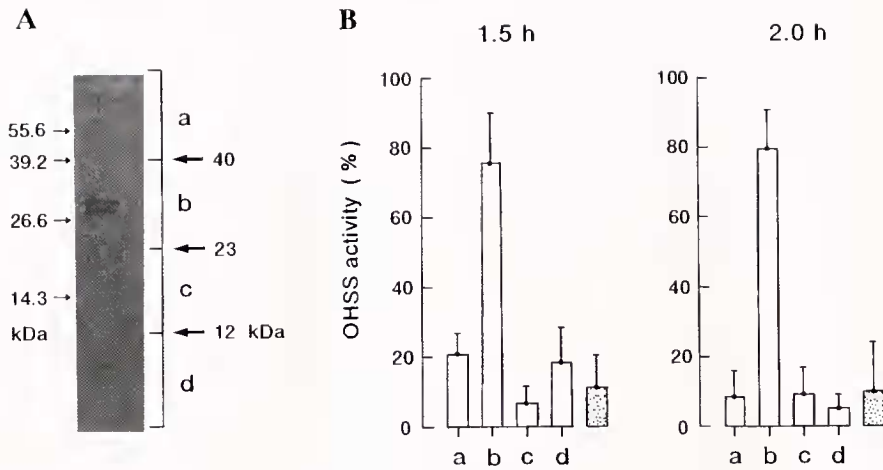 A
55.6 →
39.2 →
26.6 →
14.3 →
kDa
a
← 40
b
← 23
c
← 12 kDa
d
B
1.5 h
OHSS activity ( % )
100
80
60
40
20
0
a b c d
2.0 h
100
80
60
40
20
0
a b c d